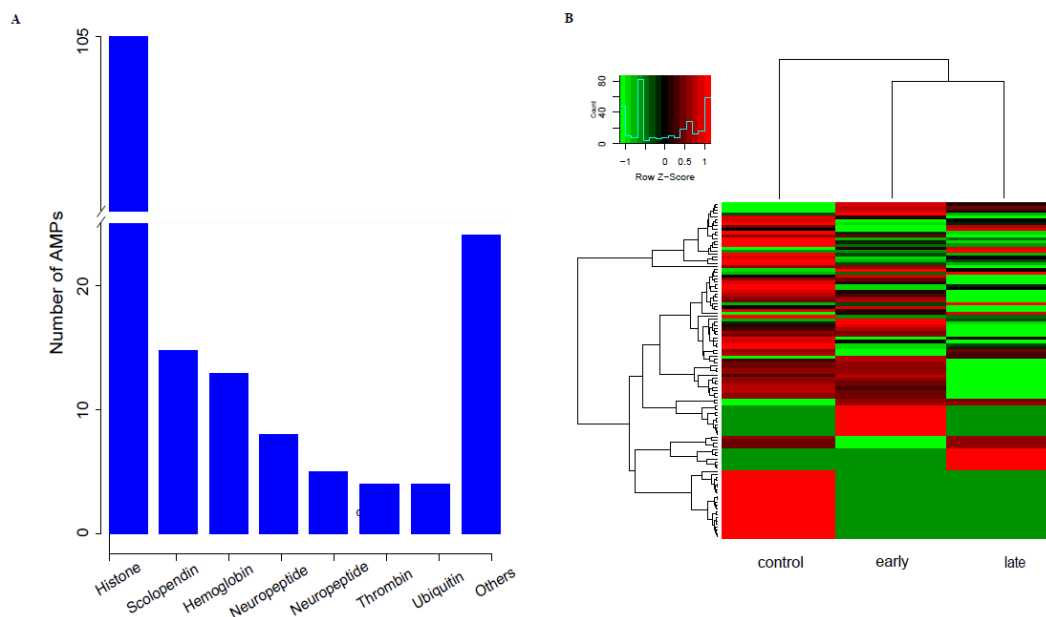 A
Number of AMPs
105
20
10
0
Histone
Scolopendin
Hemoglobin
Neuropeptide
Neuropeptide
Thrombin
Ubiquitin
Others
B
Count
0 40 80
−1 0 0.5 1
Row Z−Score
control early late